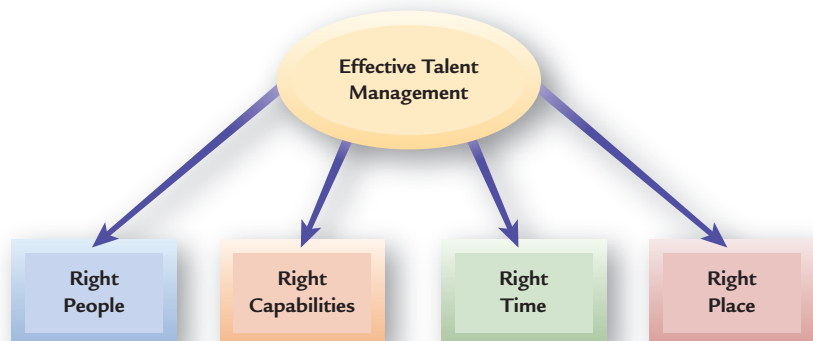 Effective Talent
Management
Right
People
Right
Capabilities
Right
Time
Right
Place